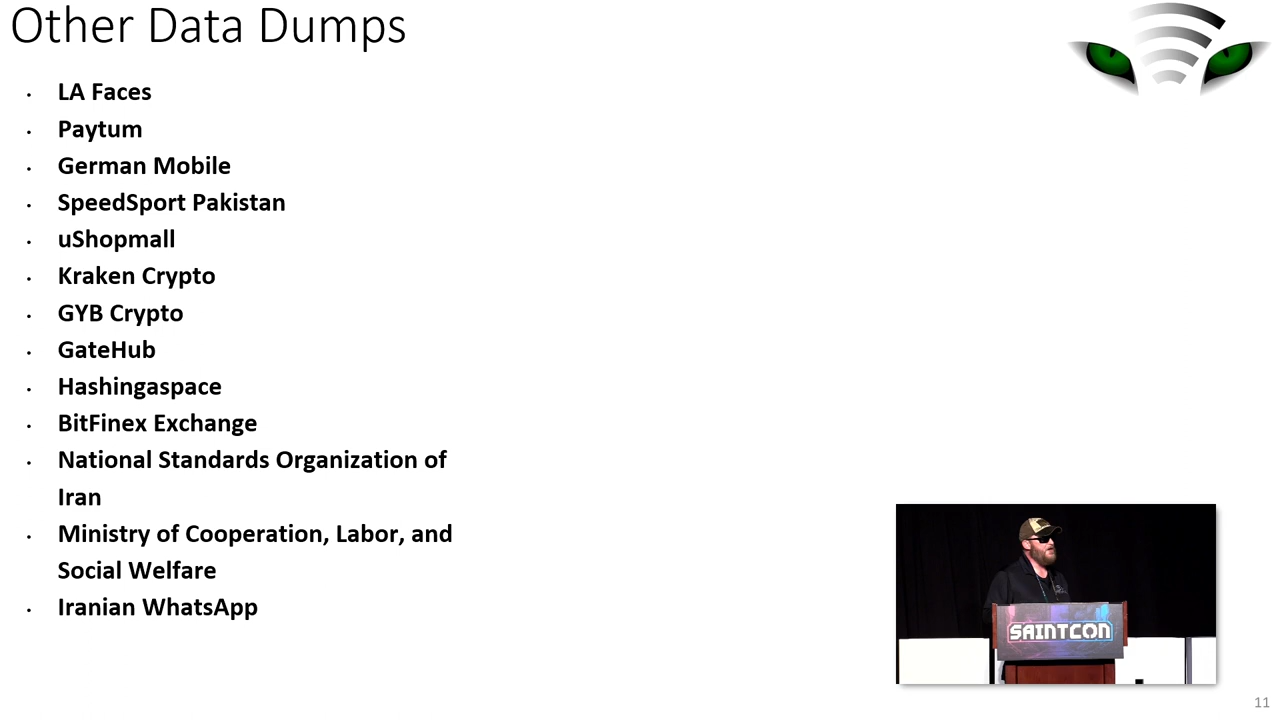 Other Data Dumps
• LA Faces
• Paytum
• German Mobile
• SpeedSport Pakistan
• uShopmall
• Kraken Crypto
• GYB Crypto
• GateHub
• Hashingaspace
• BitFinex Exchange
• National Standards Organization of
Iran
• Ministry of Cooperation, Labor, and
Social Welfare
• Iranian WhatsApp
SAINTCON
11